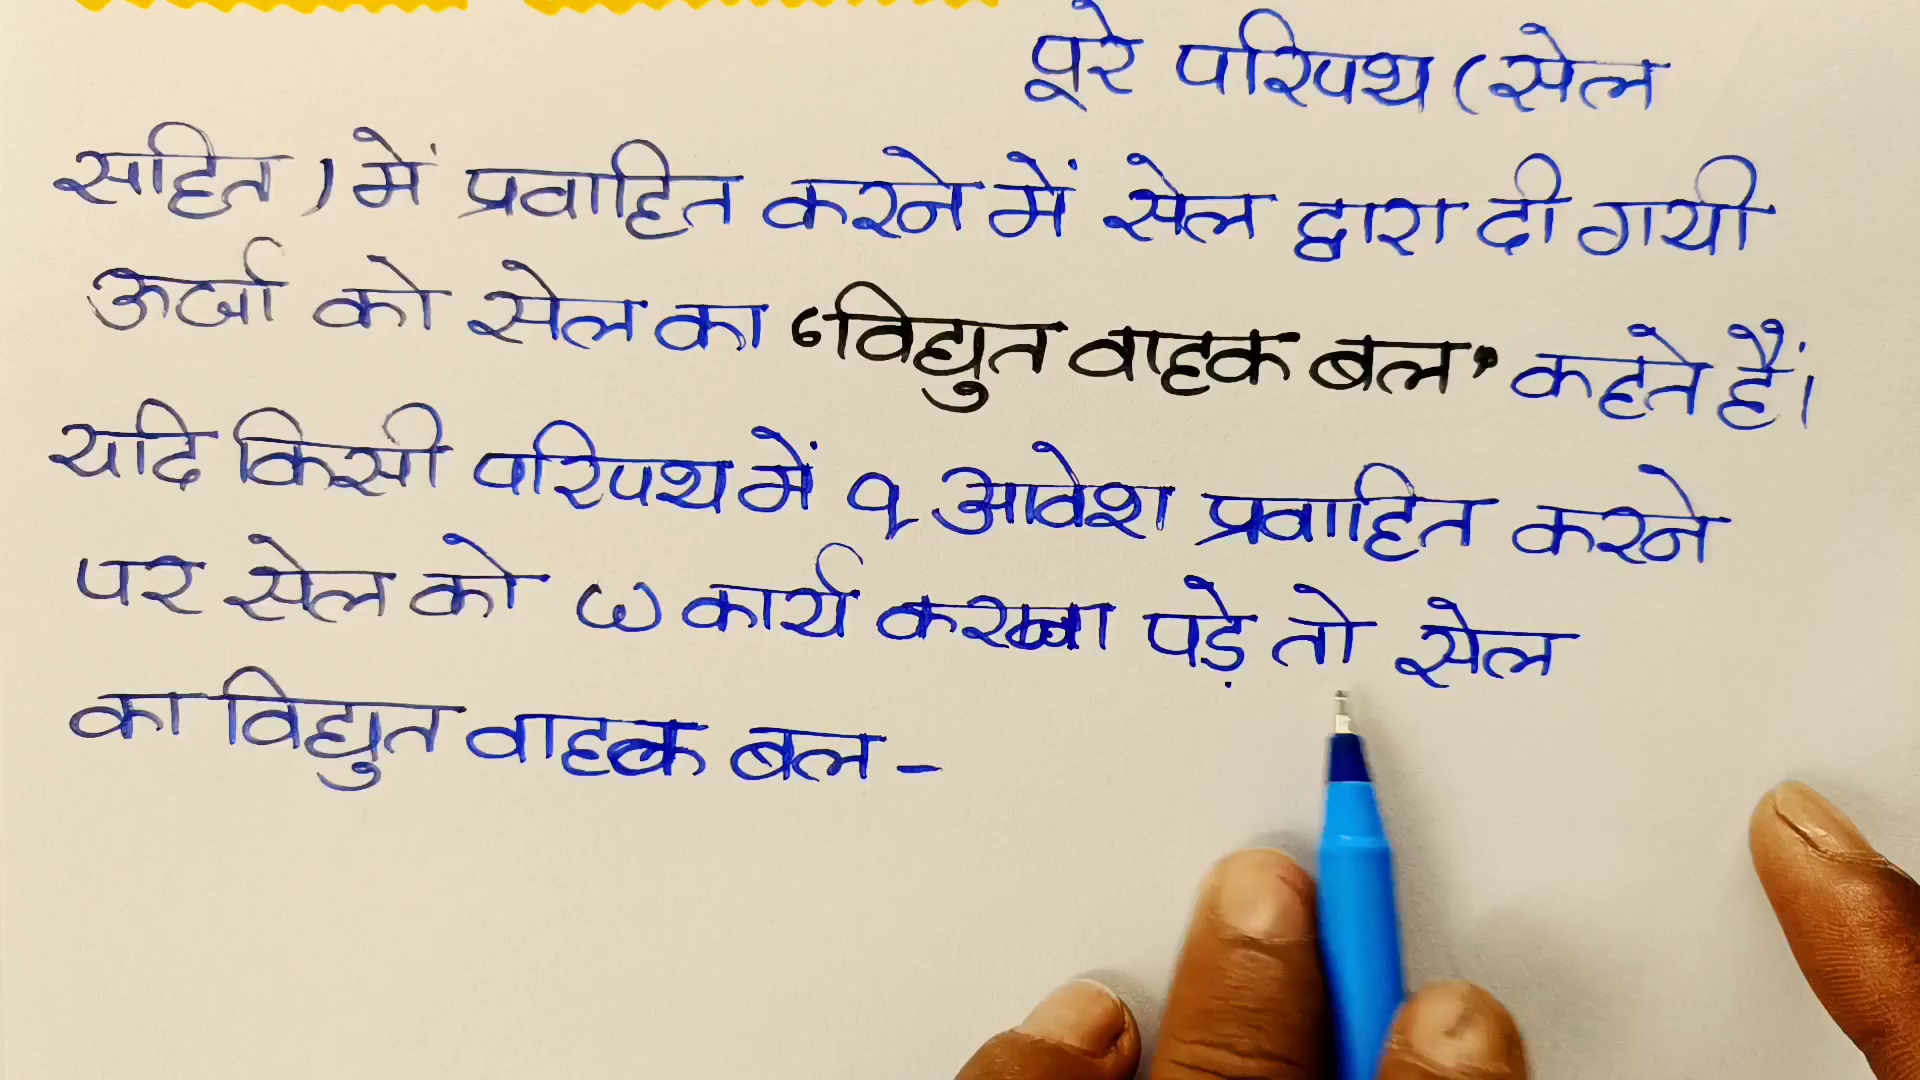 पूरे परिपथ (सेल
सहित) में प्रवाहित करने में सेल द्वारा दी गयी
ऊर्जा को सेल का ‘विद्युत वाहक बल’ कहते हैं।
यदि किसी परिपथ में q आवेश प्रवाहित करने
पर सेल को W कार्य करना पड़े तो सेल
का विद्युत वाहक बल -